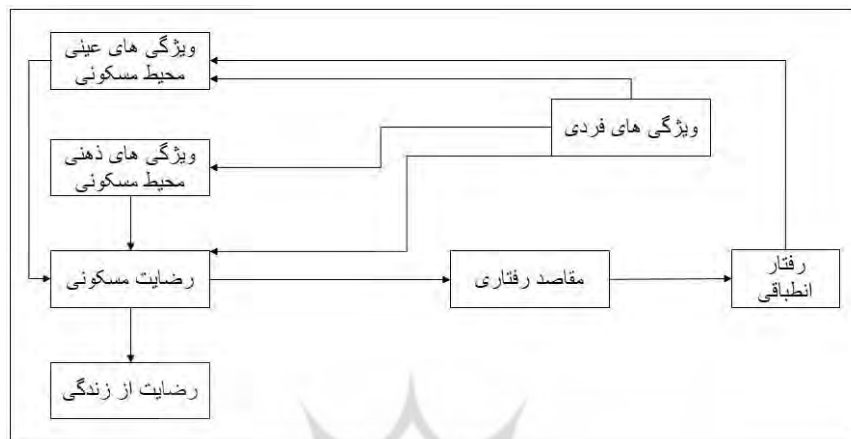 ویژگی های عینی
محیط مسکونی
ویژگی های فردی
ویژگی های ذهنی
محیط مسکونی
رضایت مسکونی
مقاصد رفتاری
رفتار
انطباقی
رضایت از زندگی